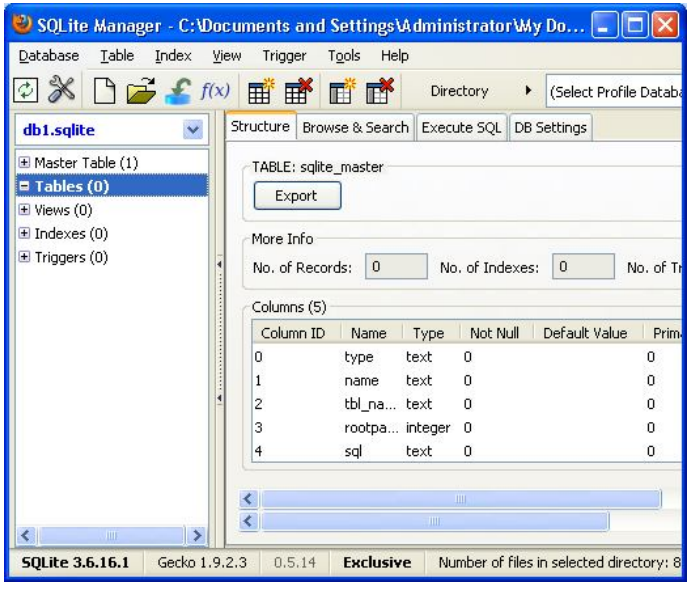 SQLite Manager - C:\Documents and Settings\Administrator\My Do...
Database Table Index View Trigger Tools Help
f(x) Directory (Select Profile Databa
db1.sqlite
Master Table (1)
Tables (0)
Views (0)
Indexes (0)
Triggers (0)
Structure Browse & Search Execute SQL DB Settings
TABLE: sqlite_master
Export
More Info
No. of Records: 0 No. of Indexes: 0 No. of Tr
Columns (5)
Column ID Name Type Not Null Default Value Prima
0 type text 0 0
1 name text 0 0
2 tbl_na... text 0 0
3 rootpa... integer 0 0
4 sql text 0 0
SQLite 3.6.16.1 Gecko 1.9.2.3 0.5.14 Exclusive Number of files in selected directory: 8